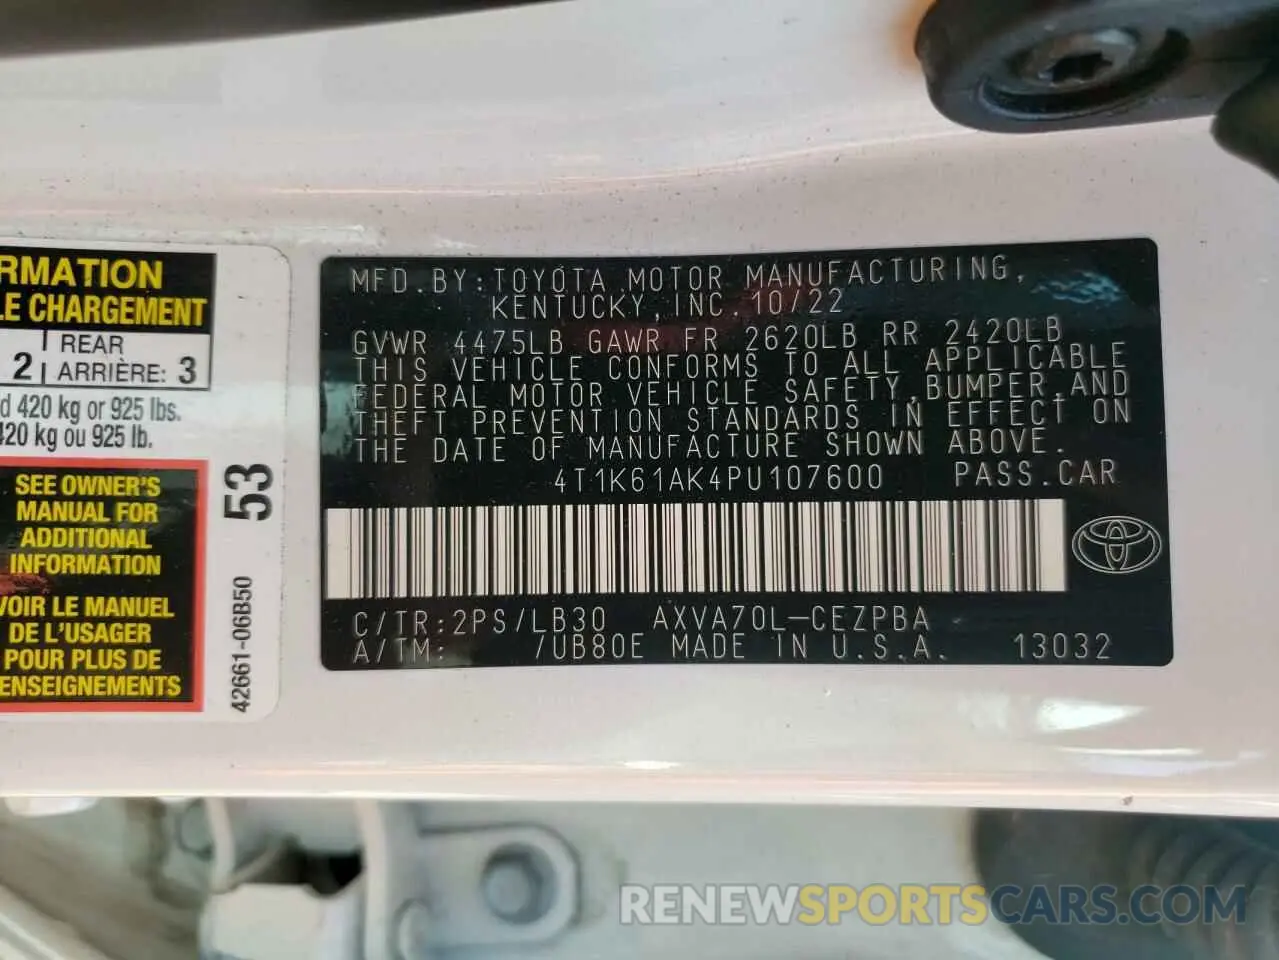 RMATION
LE CHARGEMENT
2 REAR
ARRIÈRE: 3
d 420 kg or 925 lbs.
420 kg ou 925 lb.
SEE OWNER'S
MANUAL FOR
ADDITIONAL
INFORMATION
VOIR LE MANUEL
DE L'USAGER
POUR PLUS DE
ENSEIGNEMENTS
53
42661-06B50
MFD.BY:TOYOTA MOTOR MANUFACTURING,
KENTUCKY,INC.10/22
GVWR 4475LB GAWR FR 2620LB RR 2420LB
THIS VEHICLE CONFORMS TO ALL APPLICABLE
FEDERAL MOTOR VEHICLE SAFETY,BUMPER,AND
THEFT PREVENTION STANDARDS IN EFFECT ON
THE DATE OF MANUFACTURE SHOWN ABOVE.
4T1K61AK4PU107600 PASS.CAR
C/TR:2PS/LB30 AXVA70L-CEZPBA
A/TM: /UB80E MADE IN U.S.A. 13032
RENEWSPORTSCARS.COM